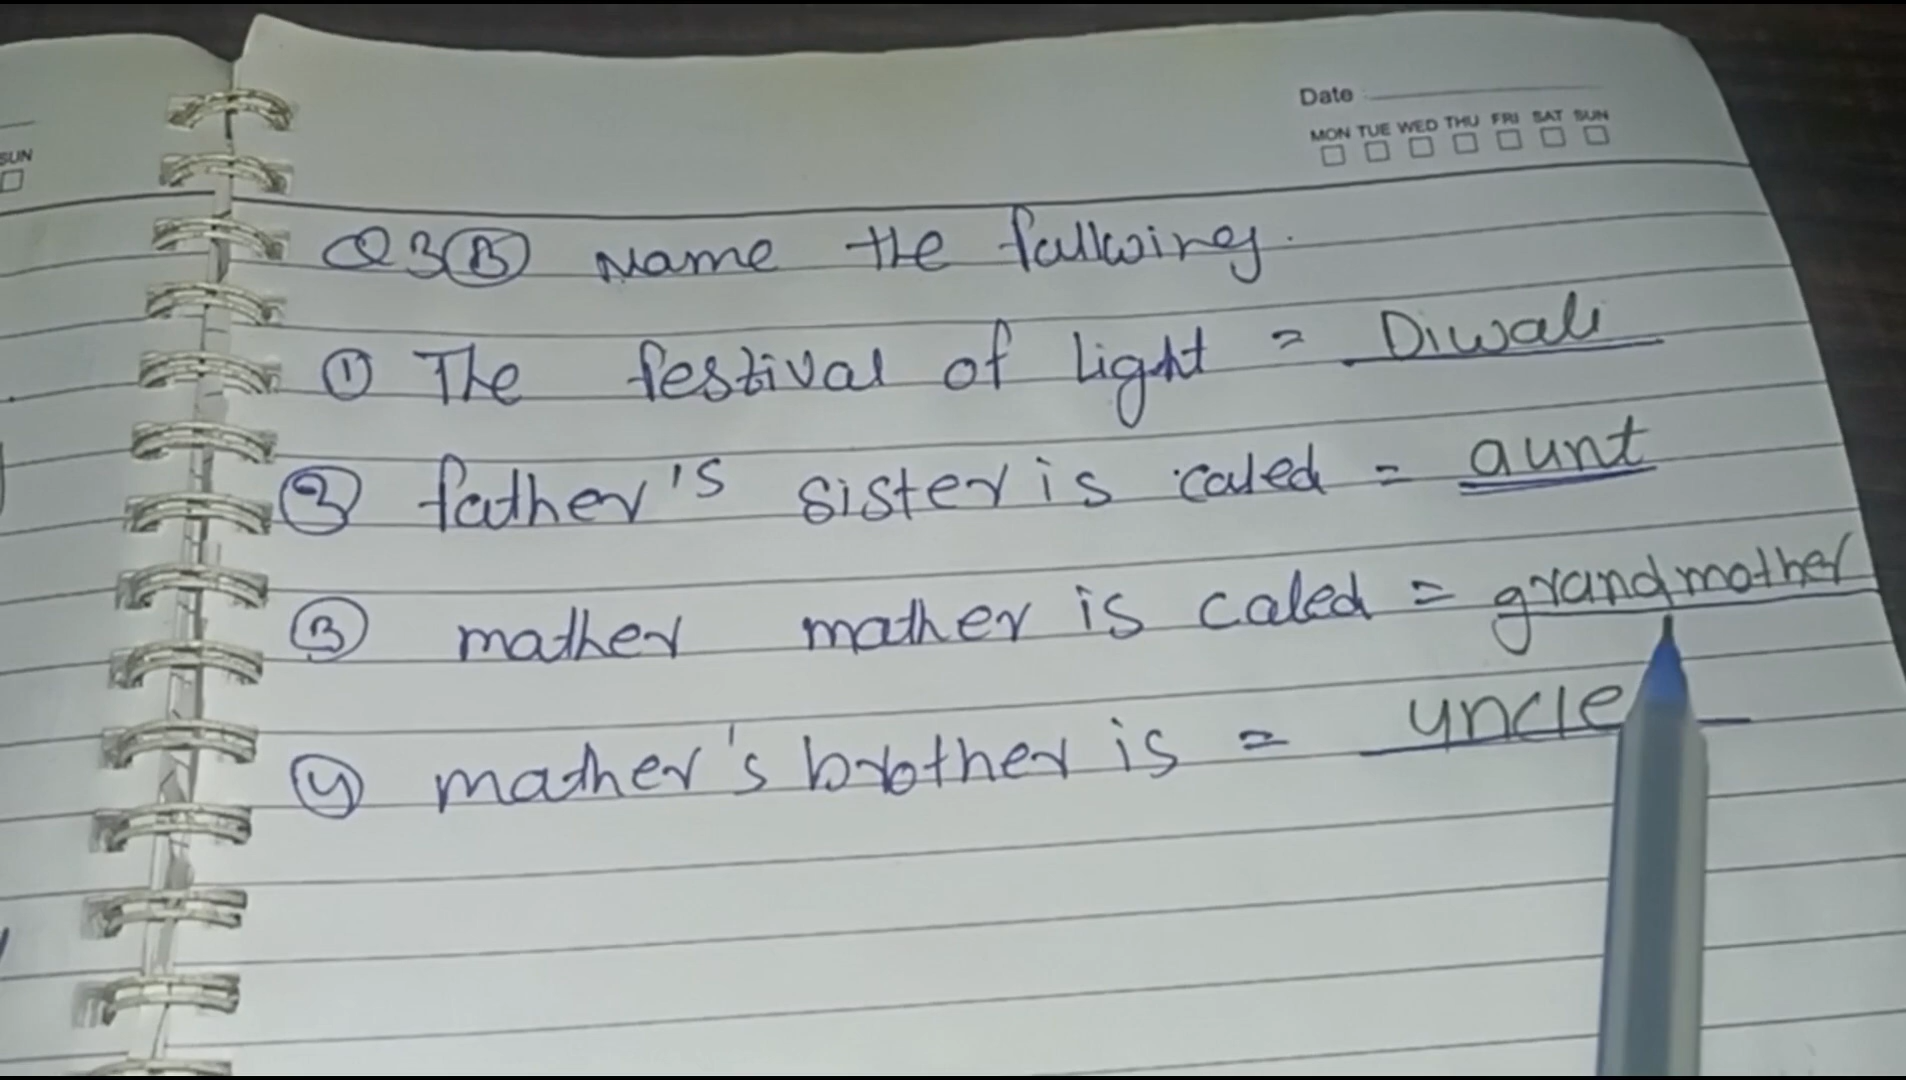 Date
MON TUE WED THU FRI SAT SUN
SUN
Q3(B) Name the fallwing.
(1) The festival of Light = Diwali
(2) father's sister is caled = aunt
(3) mather mather is caled = grandmother
(4) mather's brother is = uncle